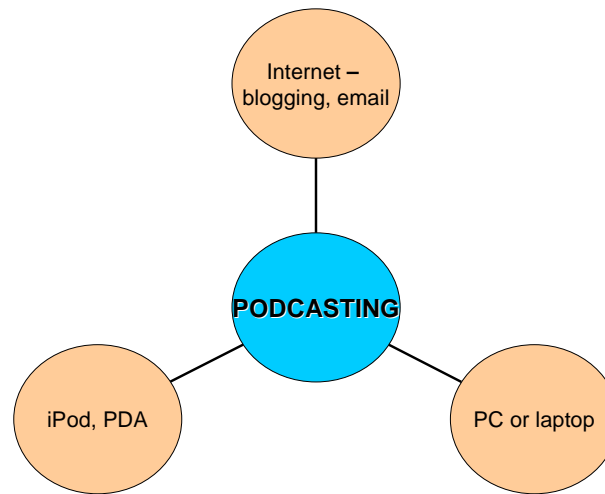 Internet –
blogging, email
PODCASTING
iPod, PDA
PC or laptop